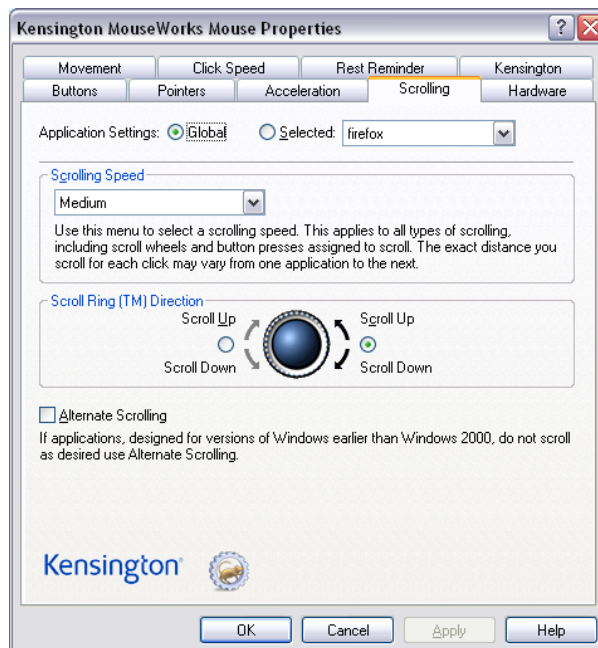 Kensington MouseWorks Mouse Properties
Movement Click Speed Rest Reminder Kensington
Buttons Pointers Acceleration Scrolling Hardware
Application Settings: Global Selected: firefox
Scrolling Speed
Medium
Use this menu to select a scrolling speed. This applies to all types of scrolling,
including scroll wheels and button presses assigned to scroll. The exact distance you
scroll for each click may vary from one application to the next.
Scroll Ring (TM) Direction
Scroll Up Scroll Up
Scroll Down Scroll Down
Alternate Scrolling
If applications, designed for versions of Windows earlier than Windows 2000, do not scroll
as desired use Alternate Scrolling.
Kensington
OK Cancel Apply Help